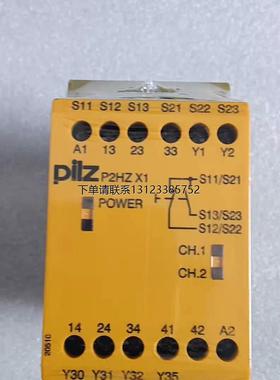 S11 S12 S13 S21 S22 S23
A1 13 23 33 Y1 Y2
pilz P2HZ X1
下单请联系13123385752
POWER
S11/S21
S13/S23
S12/S22
CH.1
CH.2
14 24 34 41 42 A2
20510
Y30 Y31 Y32 Y35